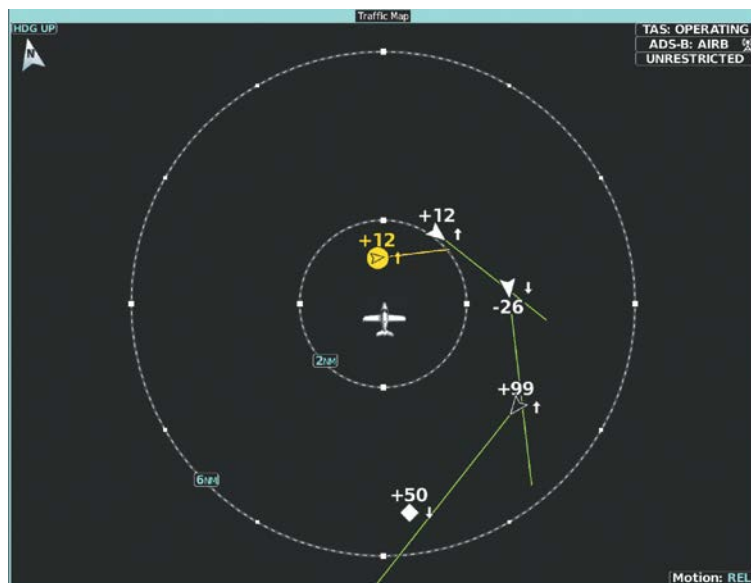 Traffic Map
HDG UP
N
TAS: OPERATING
ADS-B: AIRB
UNRESTRICTED
+12
+12
-26
2NM
+99
6NM
+50
Motion: REL